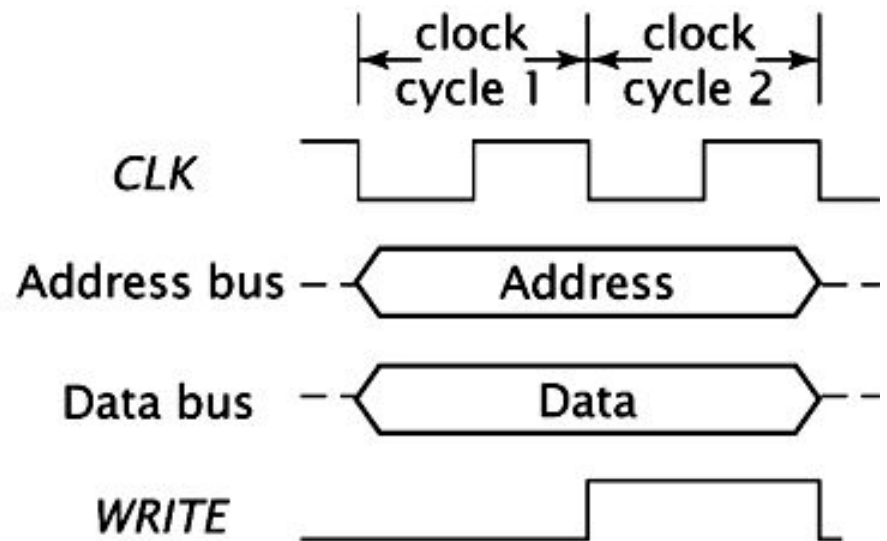 clock clock
cycle 1 cycle 2
CLK
Address bus Address
Data bus Data
WRITE